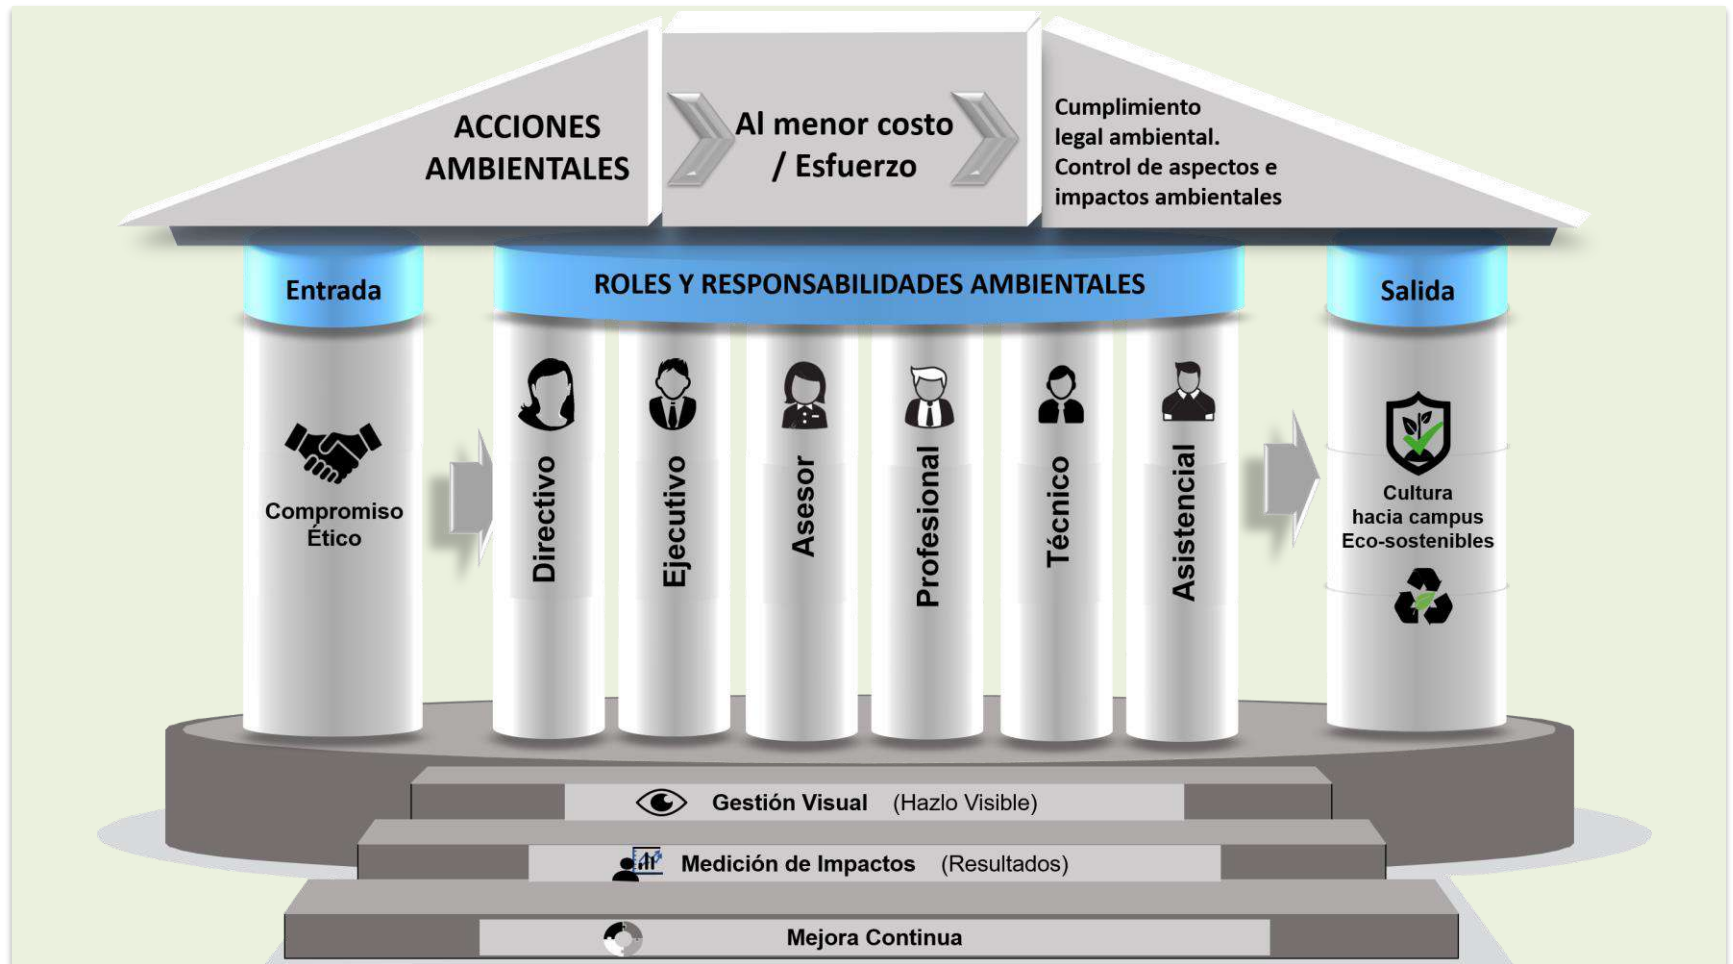 ACCIONES
AMBIENTALES
Al menor costo
/ Esfuerzo
Cumplimiento
legal ambiental.
Control de aspectos e
impactos ambientales
Entrada
ROLES Y RESPONSABILIDADES AMBIENTALES
Salida
Compromiso
Ético
Directivo
Ejecutivo
Asesor
Profesional
Técnico
Asistencial
Cultura
hacia campus
Eco-sostenibles
Gestión Visual (Hazlo Visible)
Medición de Impactos (Resultados)
Mejora Continua